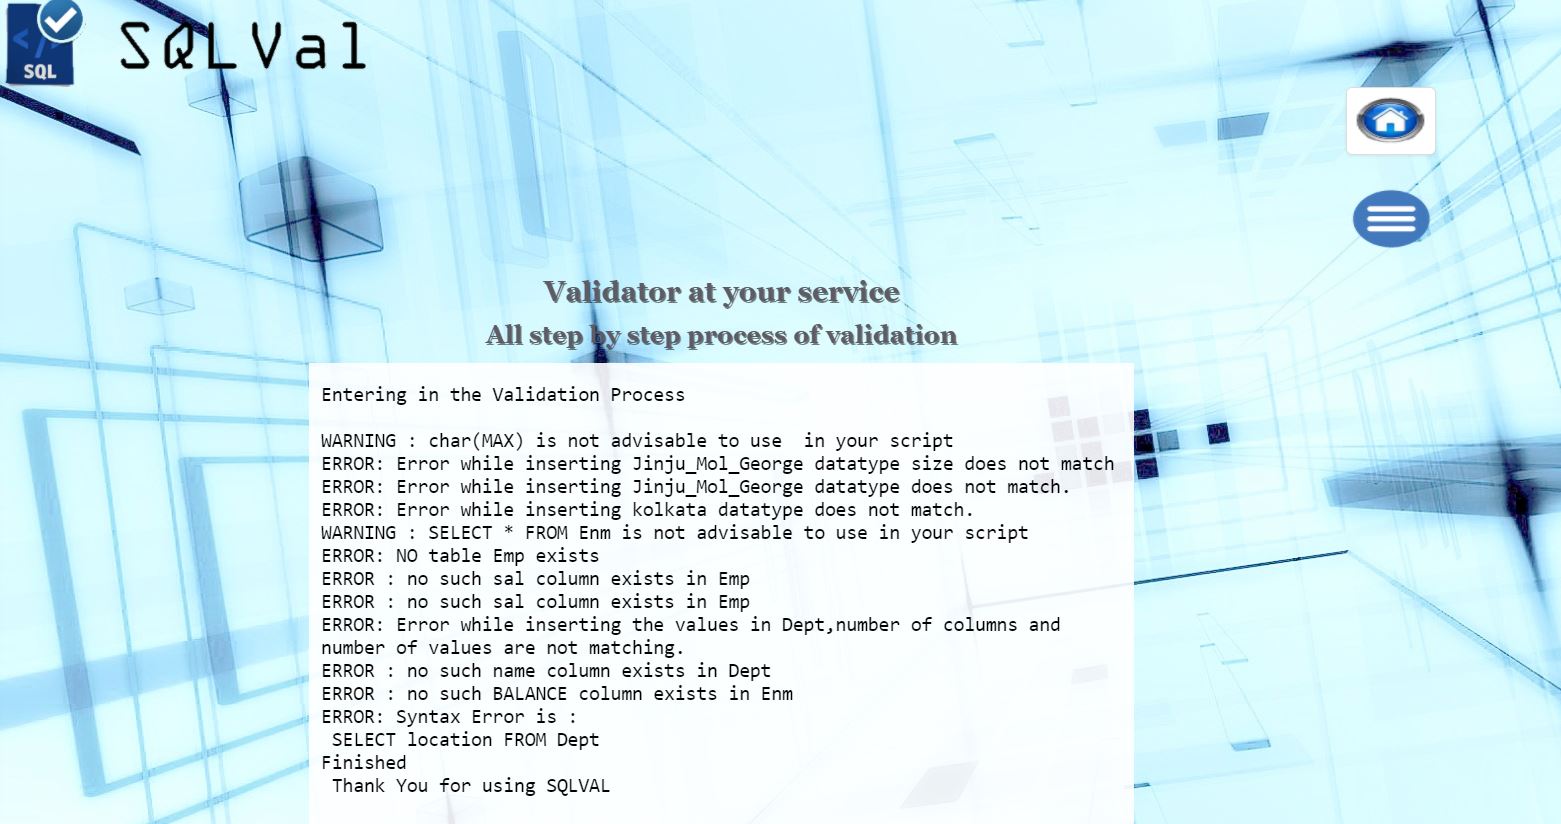 SQL
SQLVal
Validator at your service
All step by step process of validation
Entering in the Validation Process
WARNING : char(MAX) is not advisable to use  in your script
ERROR: Error while inserting Jinju_Mol_George datatype size does not match
ERROR: Error while inserting Jinju_Mol_George datatype does not match.
ERROR: Error while inserting kolkata datatype does not match.
WARNING : SELECT * FROM Enm is not advisable to use in your script
ERROR: NO table Emp exists
ERROR : no such sal column exists in Emp
ERROR : no such sal column exists in Emp
ERROR: Error while inserting the values in Dept,number of columns and
number of values are not matching.
ERROR : no such name column exists in Dept
ERROR : no such BALANCE column exists in Enm
ERROR: Syntax Error is :
SELECT location FROM Dept
Finished
Thank You for using SQLVAL